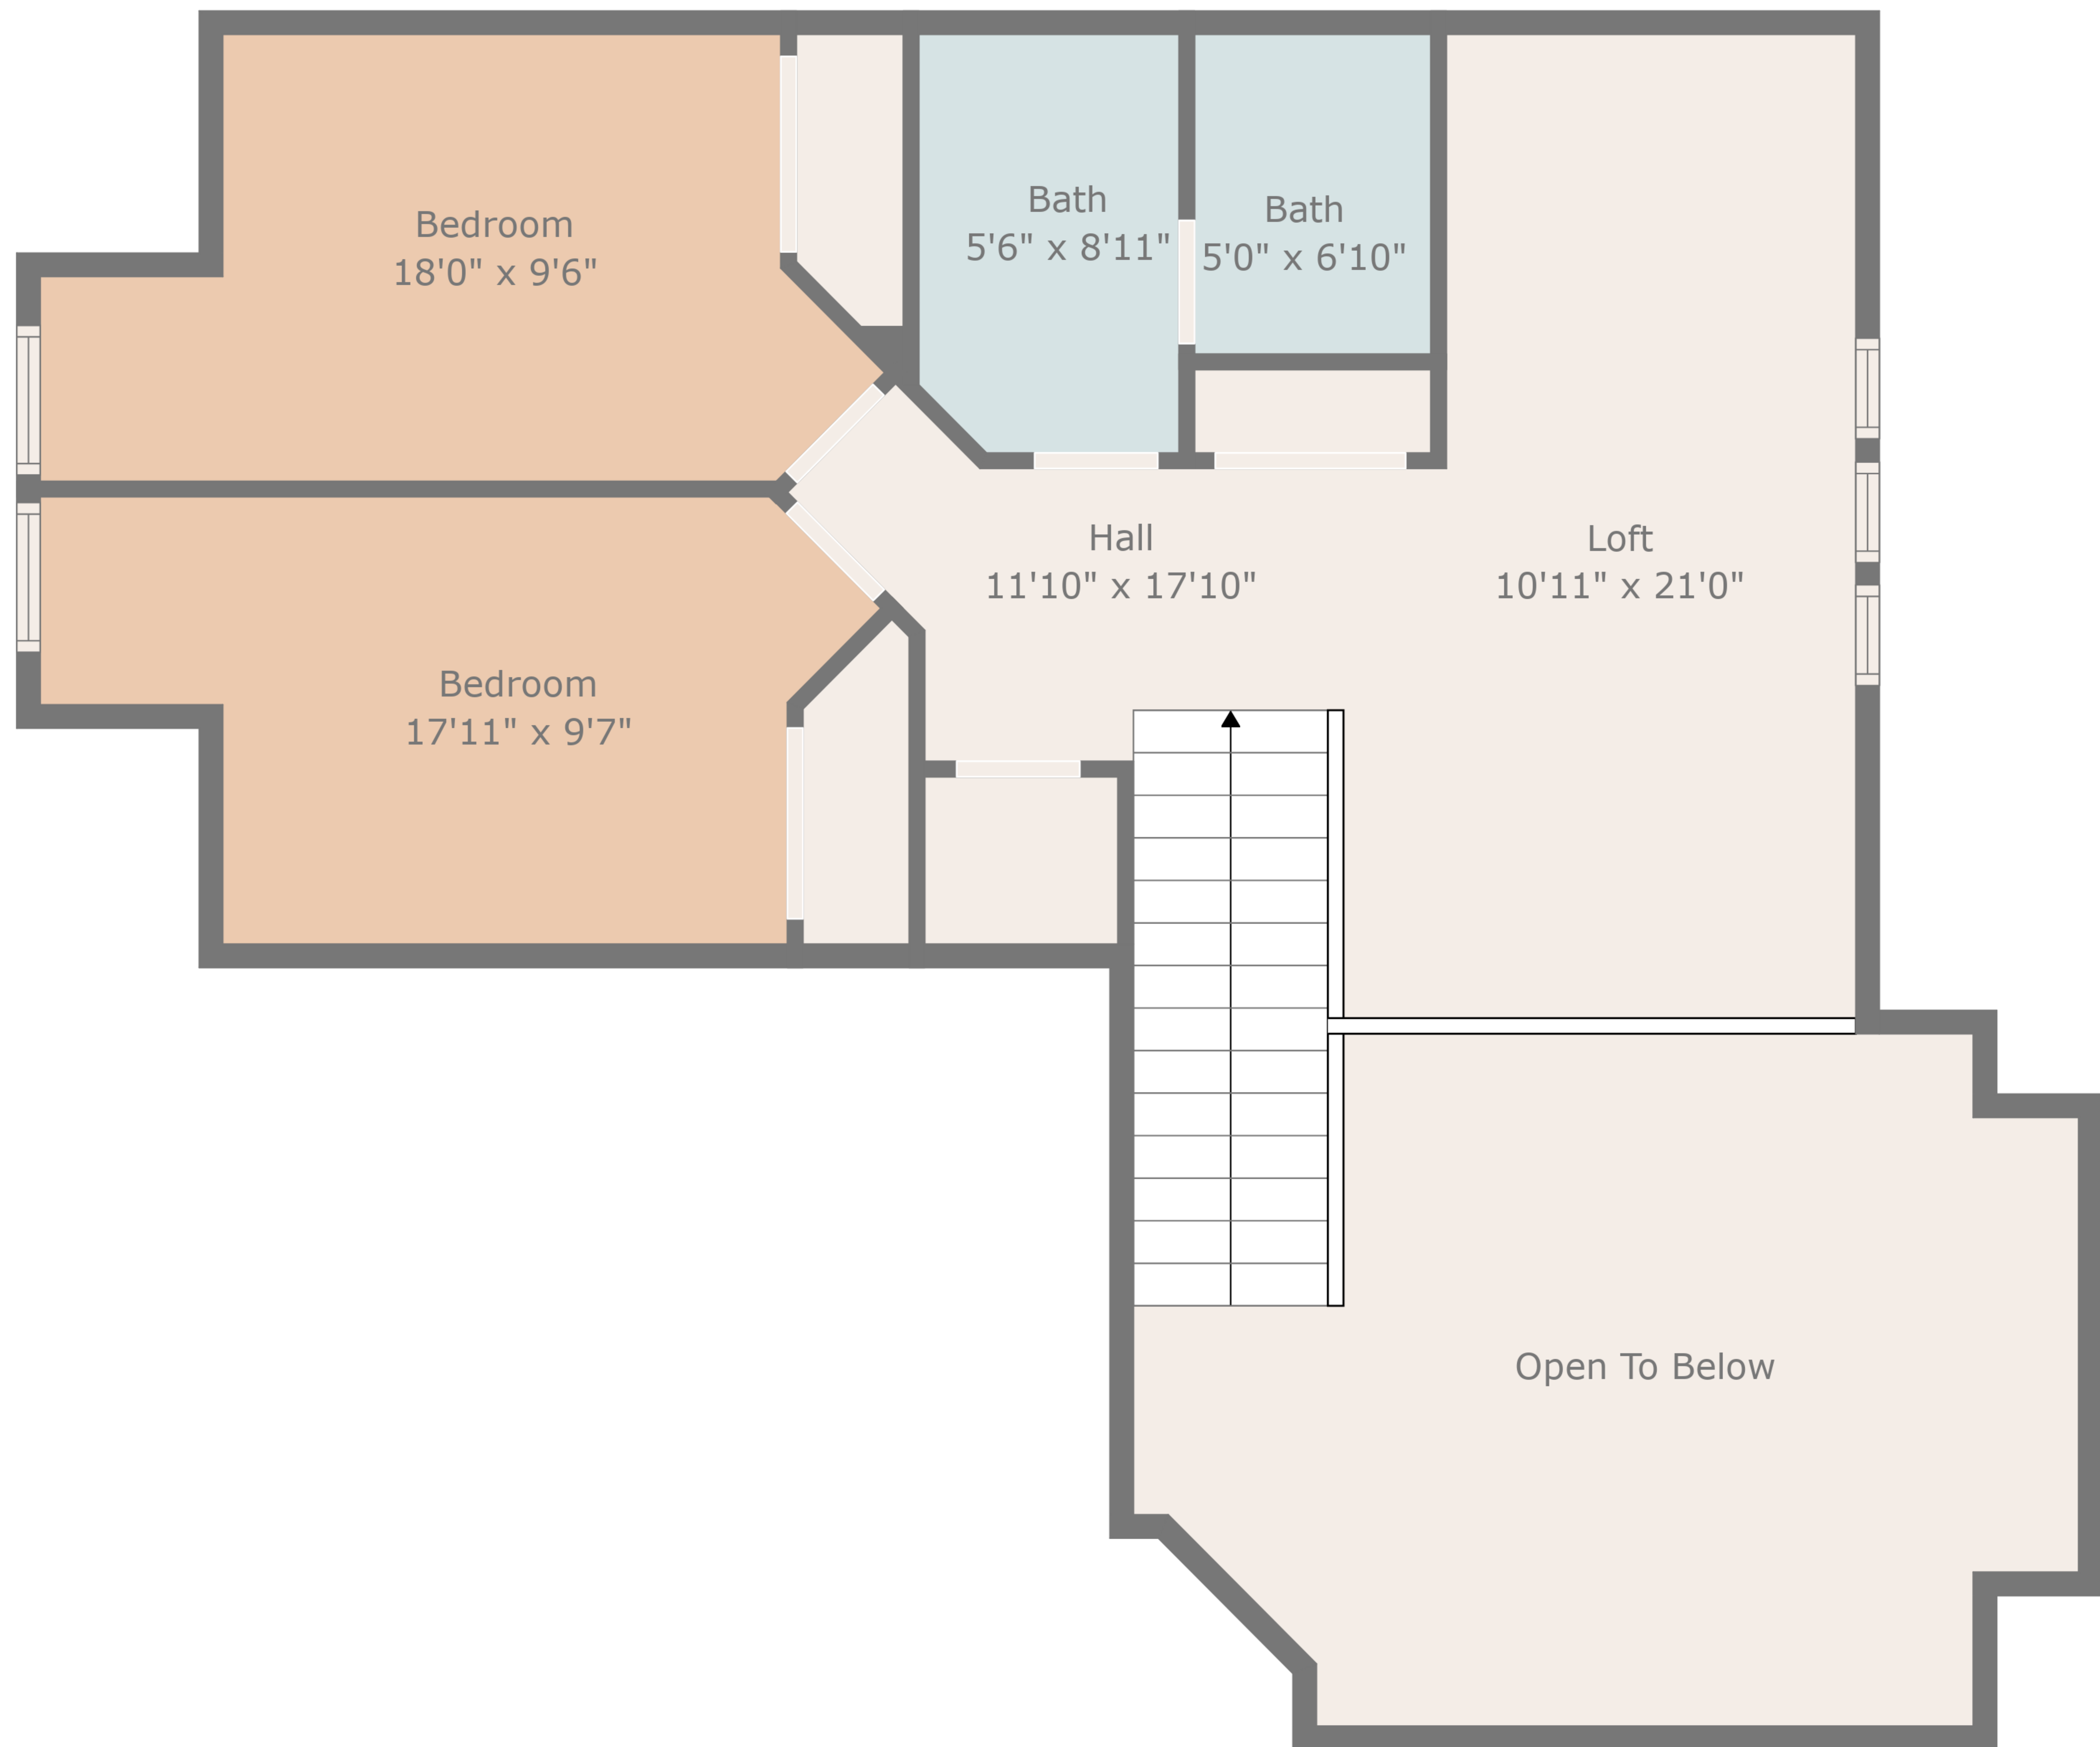 Bedroom
18'0" x 9'6"
Bath
5'6" x 8'11"
Bath
5'0" x 6'10"
Hall
11'10" x 17'10"
Loft
10'11" x 21'0"
Bedroom
17'11" x 9'7"
Open To Below